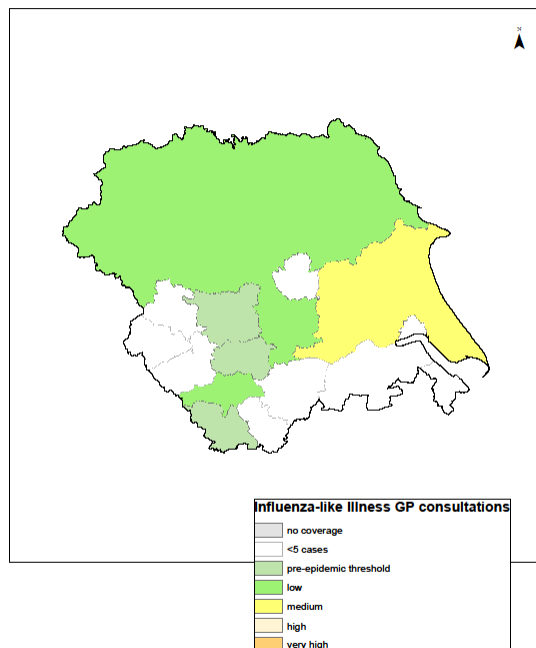 N
Influenza-like Illness GP consultations
no coverage
<5 cases
pre-epidemic threshold
low
medium
high
very high